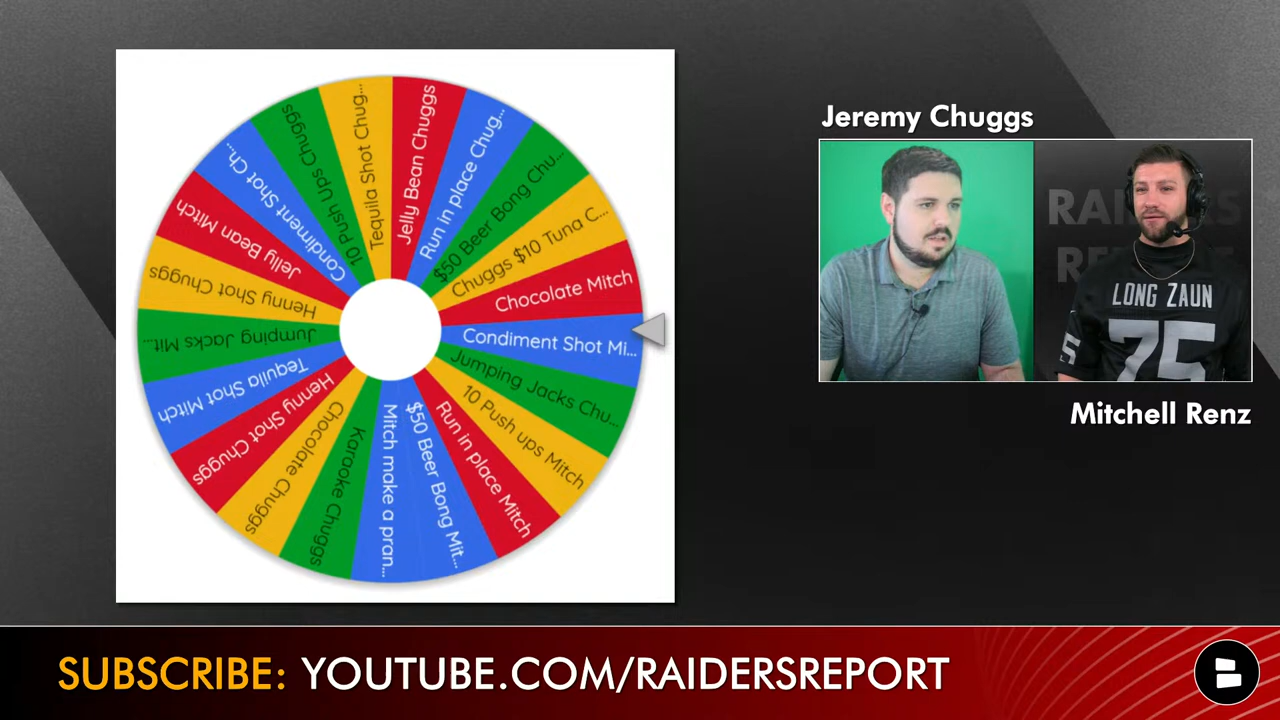 Jeremy Chuggs
Tequila Shot Chug...
Jelly Bean Chuggs
Run in place Chug...
$50 Beer Bong Chu...
Chuggs $10 Tuna C...
Chocolate Mitch
Condiment Shot Mi...
Jumping Jacks Chu...
10 Push ups Mitch
Run in place Mitch
$50 Beer Bong Mit...
Mitch make a pran...
Karaoke Chuggs
Chocolate Chuggs
Henny Shot Chuggs
Tequila Shot Mitch
Jumping Jacks Mit...
Henny Shot Chuggs
Jelly Bean Mitch
Condiment Shot Ch...
10 Push Ups Chuggs
LONG ZAUN
75
Mitchell Renz
SUBSCRIBE: YOUTUBE.COM/RAIDERSREPORT